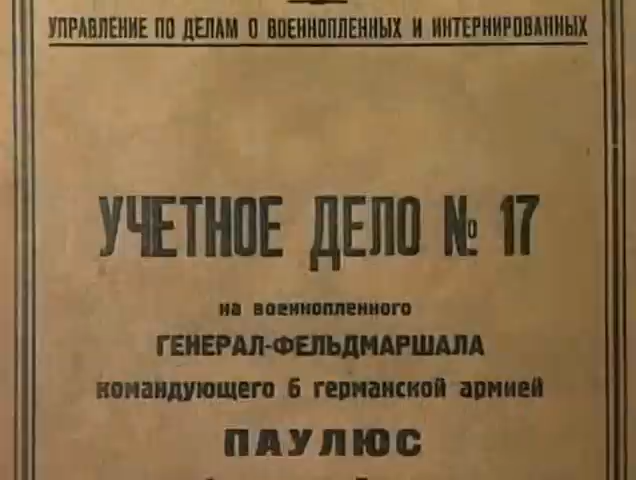 УПРАВЛЕНИЕ ПО ДЕЛАМ О ВОЕННОПЛЕННЫХ И ИНТЕРНИРОВАННЫХ
УЧЕТНОЕ ДЕЛО № 17
на военнопленного
ГЕНЕРАЛ-ФЕЛЬДМАРШАЛА
командующего 6 германской армией
ПАУЛЮС